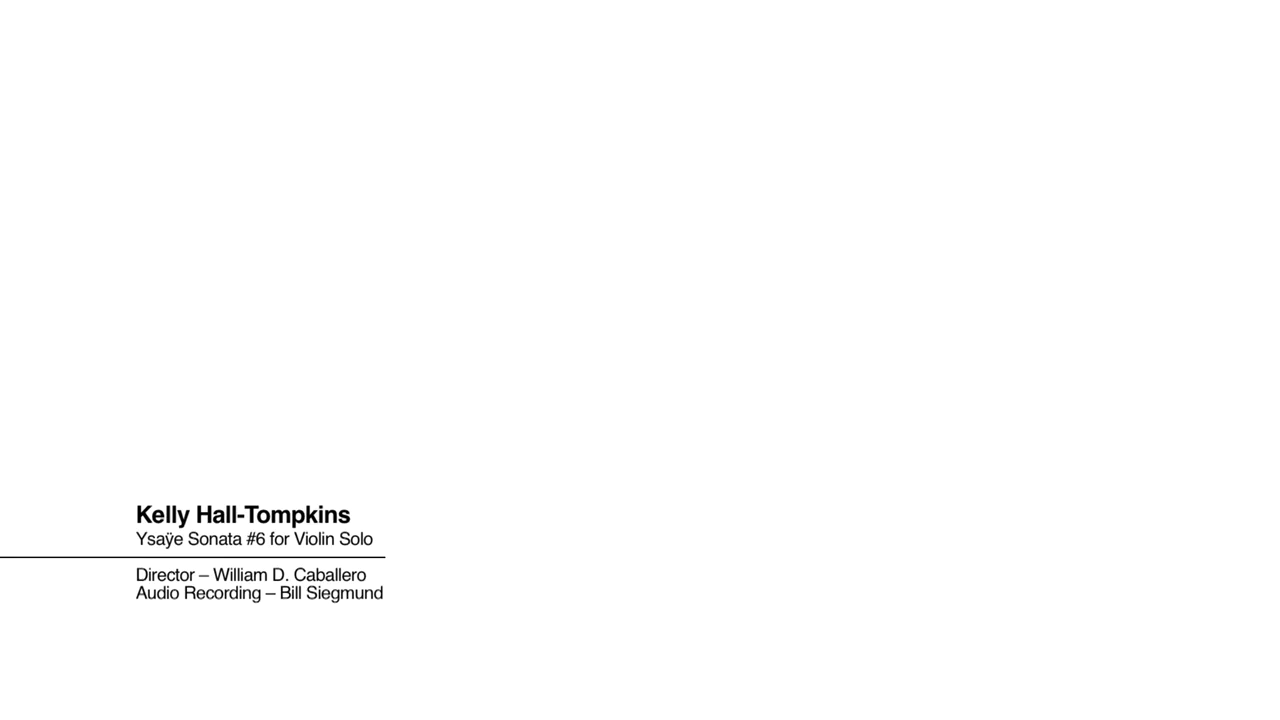 Kelly Hall-Tompkins
Ysaÿe Sonata #6 for Violin Solo
Director – William D. Caballero
Audio Recording – Bill Siegmund